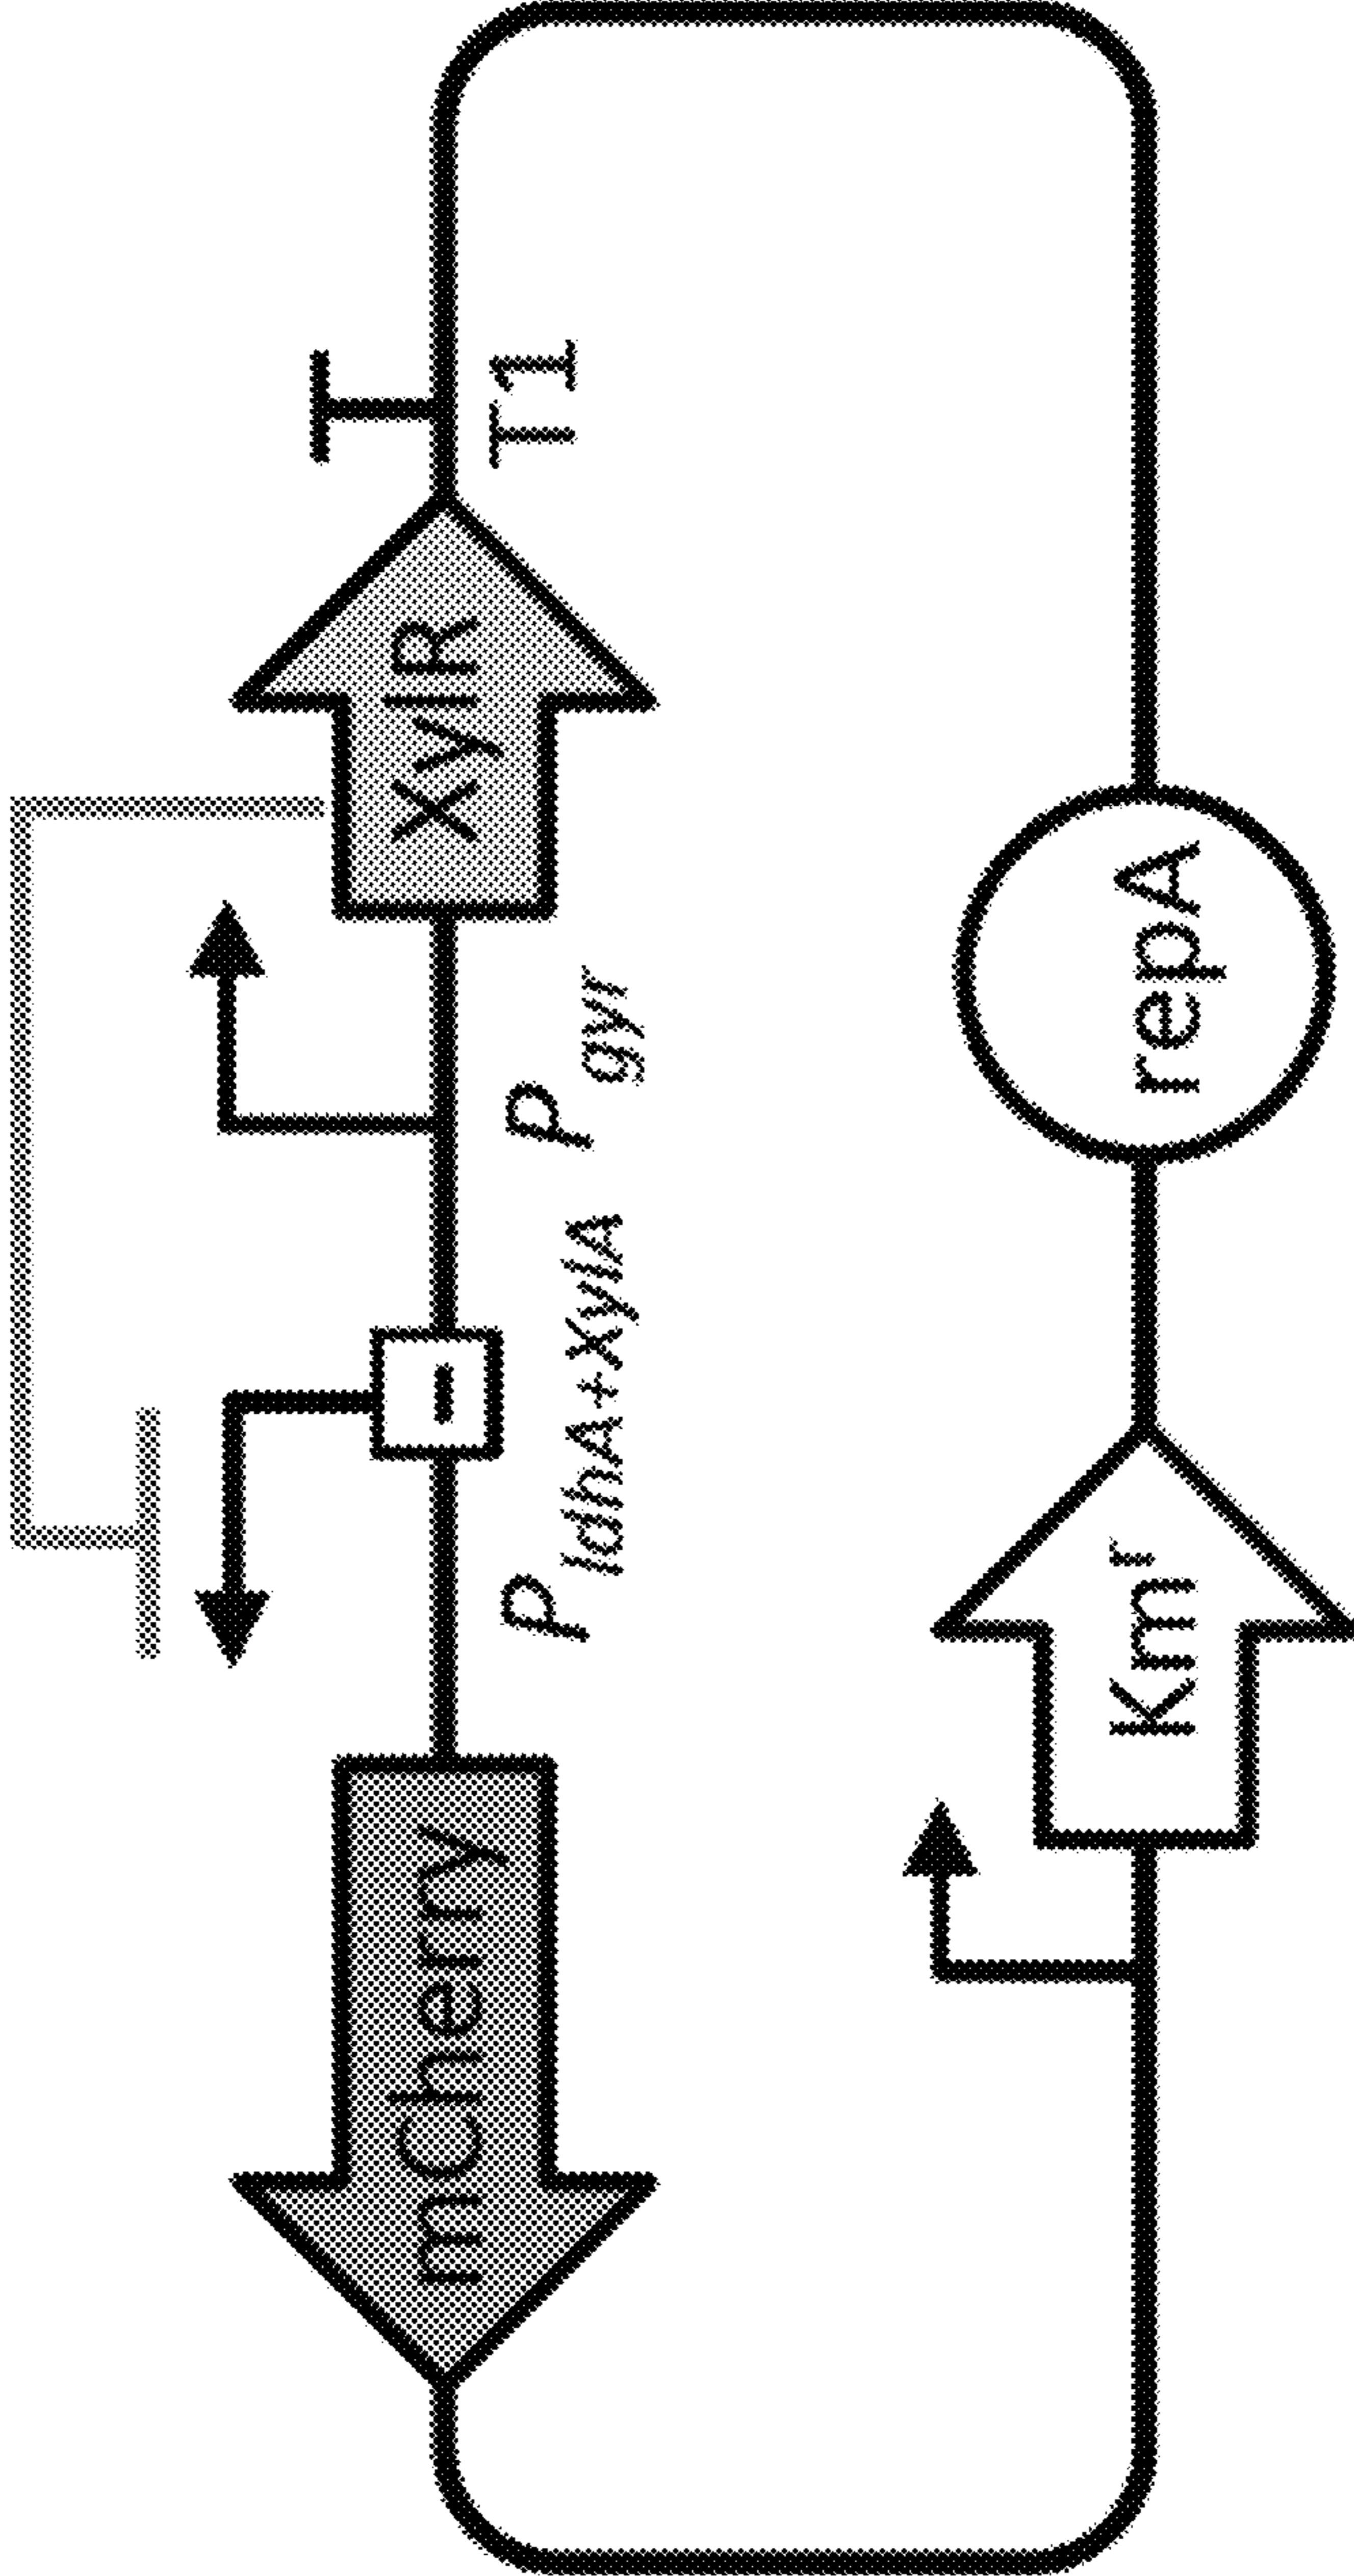 mCherry
XylR
T1
P ldhA+XylA
P gyr
Kmʳ
repA